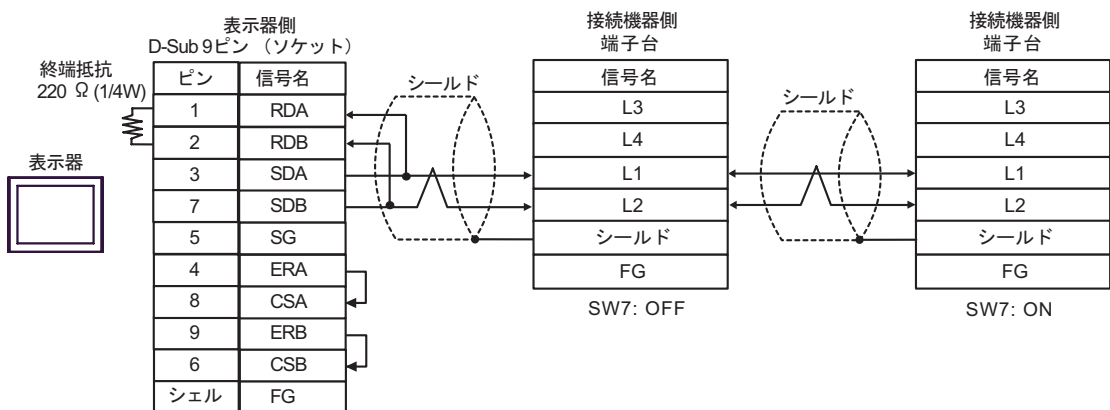 表示器側
D-Sub 9ピン （ソケット）
終端抵抗
220 Ω (1/4W)
表示器
ピン 信号名
1 RDA
2 RDB
3 SDA
7 SDB
5 SG
4 ERA
8 CSA
9 ERB
6 CSB
シェル FG
シールド
接続機器側
端子台
信号名
L3
L4
L1
L2
シールド
FG
SW7: OFF
シールド
接続機器側
端子台
信号名
L3
L4
L1
L2
シールド
FG
SW7: ON